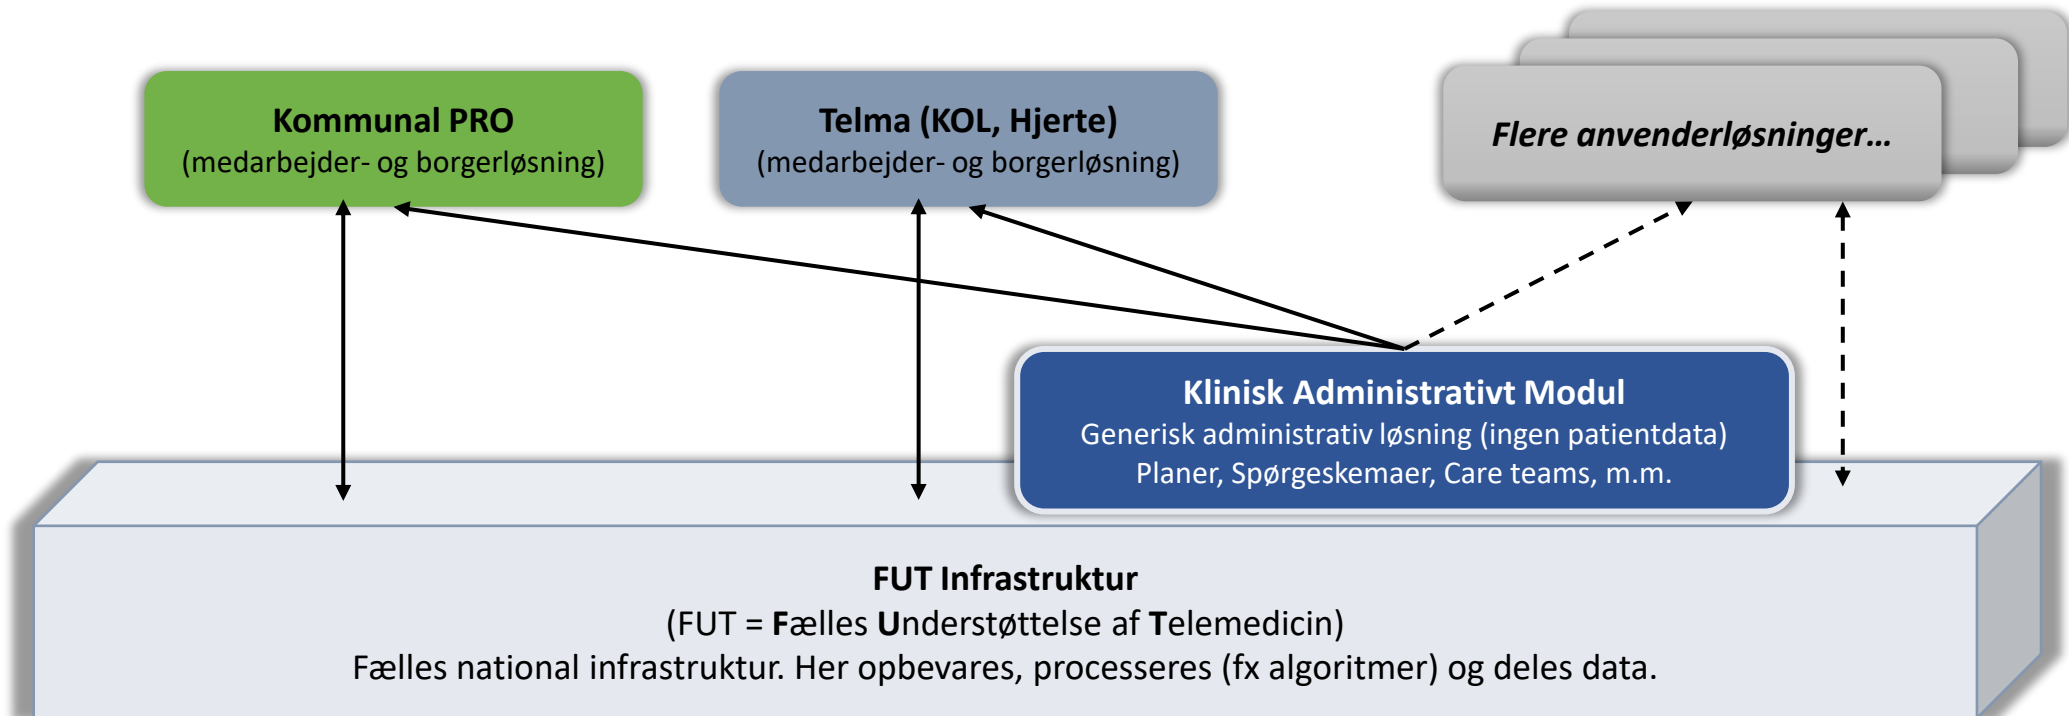 Kommunal PRO
(medarbejder- og borgerløsning)
Telma (KOL, Hjerte)
(medarbejder- og borgerløsning)
Flere anvenderløsninger...
Klinisk Administrativt Modul
Generisk administrativ løsning (ingen patientdata)
Planer, Spørgeskemaer, Care teams, m.m.
FUT Infrastruktur
(FUT = Fælles Understøttelse af Telemedicin)
Fælles national infrastruktur. Her opbevares, processeres (fx algoritmer) og deles data.